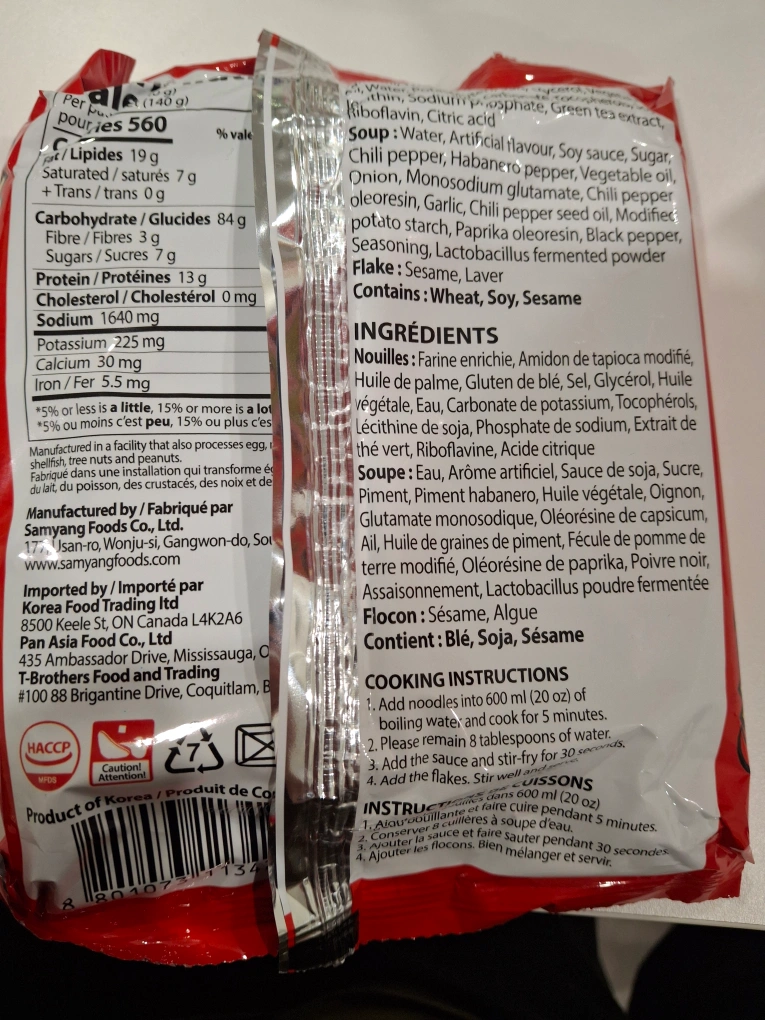 (140 g)
Per
pour
ies 560
% vale
/ Lipides 19 g
Saturated / saturés 7 g
+ Trans / trans 0 g
Carbohydrate / Glucides 84 g
Fibre / Fibres 3 g
Sugars / Sucres 7 g
Protein / Protéines 13 g
Cholesterol / Cholestérol 0 mg
Sodium 1640 mg
Potassium 225 mg
Calcium 30 mg
Iron / Fer 5.5 mg
*5% or less is a little, 15% or more is a lot
*5% ou moins c'est peu, 15% ou plus c'es
Manufactured in a facility that also processes egg,
shellfish, tree nuts and peanuts.
Fabriqué dans une installation qui transforme
du lait, du poisson, des crustacés, des noix et de
Manufactured by / Fabriqué par
Samyang Foods Co., Ltd.
Usan-ro, Wonju-si, Gangwon-do, Sou
www.samyangfoods.com
Imported by / Importé par
Korea Food Trading ltd
8500 Keele St, ON Canada L4K2A6
Pan Asia Food Co., Ltd
435 Ambassador Drive, Mississauga, O
T-Brothers Food and Trading
#100 88 Brigantine Drive, Coquitlam, B
HACCP
MFDS
Caution!
Attention!
7
Product of Korea / Produit de Co
8 801073 1134
Sodium phosphate, Green tea extract,
Riboflavin, Citric acid
Soup : Water, Artificial flavour, Soy sauce, Sugar,
Chili pepper, Habanero pepper, Vegetable oil,
Onion, Monosodium glutamate, Chili pepper
oleoresin, Garlic, Chili pepper seed oil, Modified
potato starch, Paprika oleoresin, Black pepper,
Seasoning, Lactobacillus fermented powder
Flake : Sesame, Laver
Contains : Wheat, Soy, Sesame
INGRÉDIENTS
Nouilles : Farine enrichie, Amidon de tapioca modifié,
Huile de palme, Gluten de blé, Sel, Glycérol, Huile
végétale, Eau, Carbonate de potassium, Tocophérols,
Lécithine de soja, Phosphate de sodium, Extrait de
thé vert, Riboflavine, Acide citrique
Soupe : Eau, Arôme artificiel, Sauce de soja, Sucre,
Piment, Piment habanero, Huile végétale, Oignon,
Glutamate monosodique, Oléorésine de capsicum,
Ail, Huile de graines de piment, Fécule de pomme de
terre modifié, Oléorésine de paprika, Poivre noir,
Assaisonnement, Lactobacillus poudre fermentée
Flocon : Sésame, Algue
Contient : Blé, Soja, Sésame
COOKING INSTRUCTIONS
1. Add noodles into 600 ml (20 oz) of
boiling water and cook for 5 minutes.
2. Please remain 8 tablespoons of water.
3. Add the sauce and stir-fry for 30 seconds.
4. Add the flakes. Stir well and
CUISSONS
dans 600 ml (20 oz)
et faire cuire pendant 5 minutes.
2. Conserver 8 cuillères à soupe d'eau.
3. Ajouter la sauce et faire sauter pendant 30 secondes.
4. Ajouter les flocons. Bien mélanger et servir.